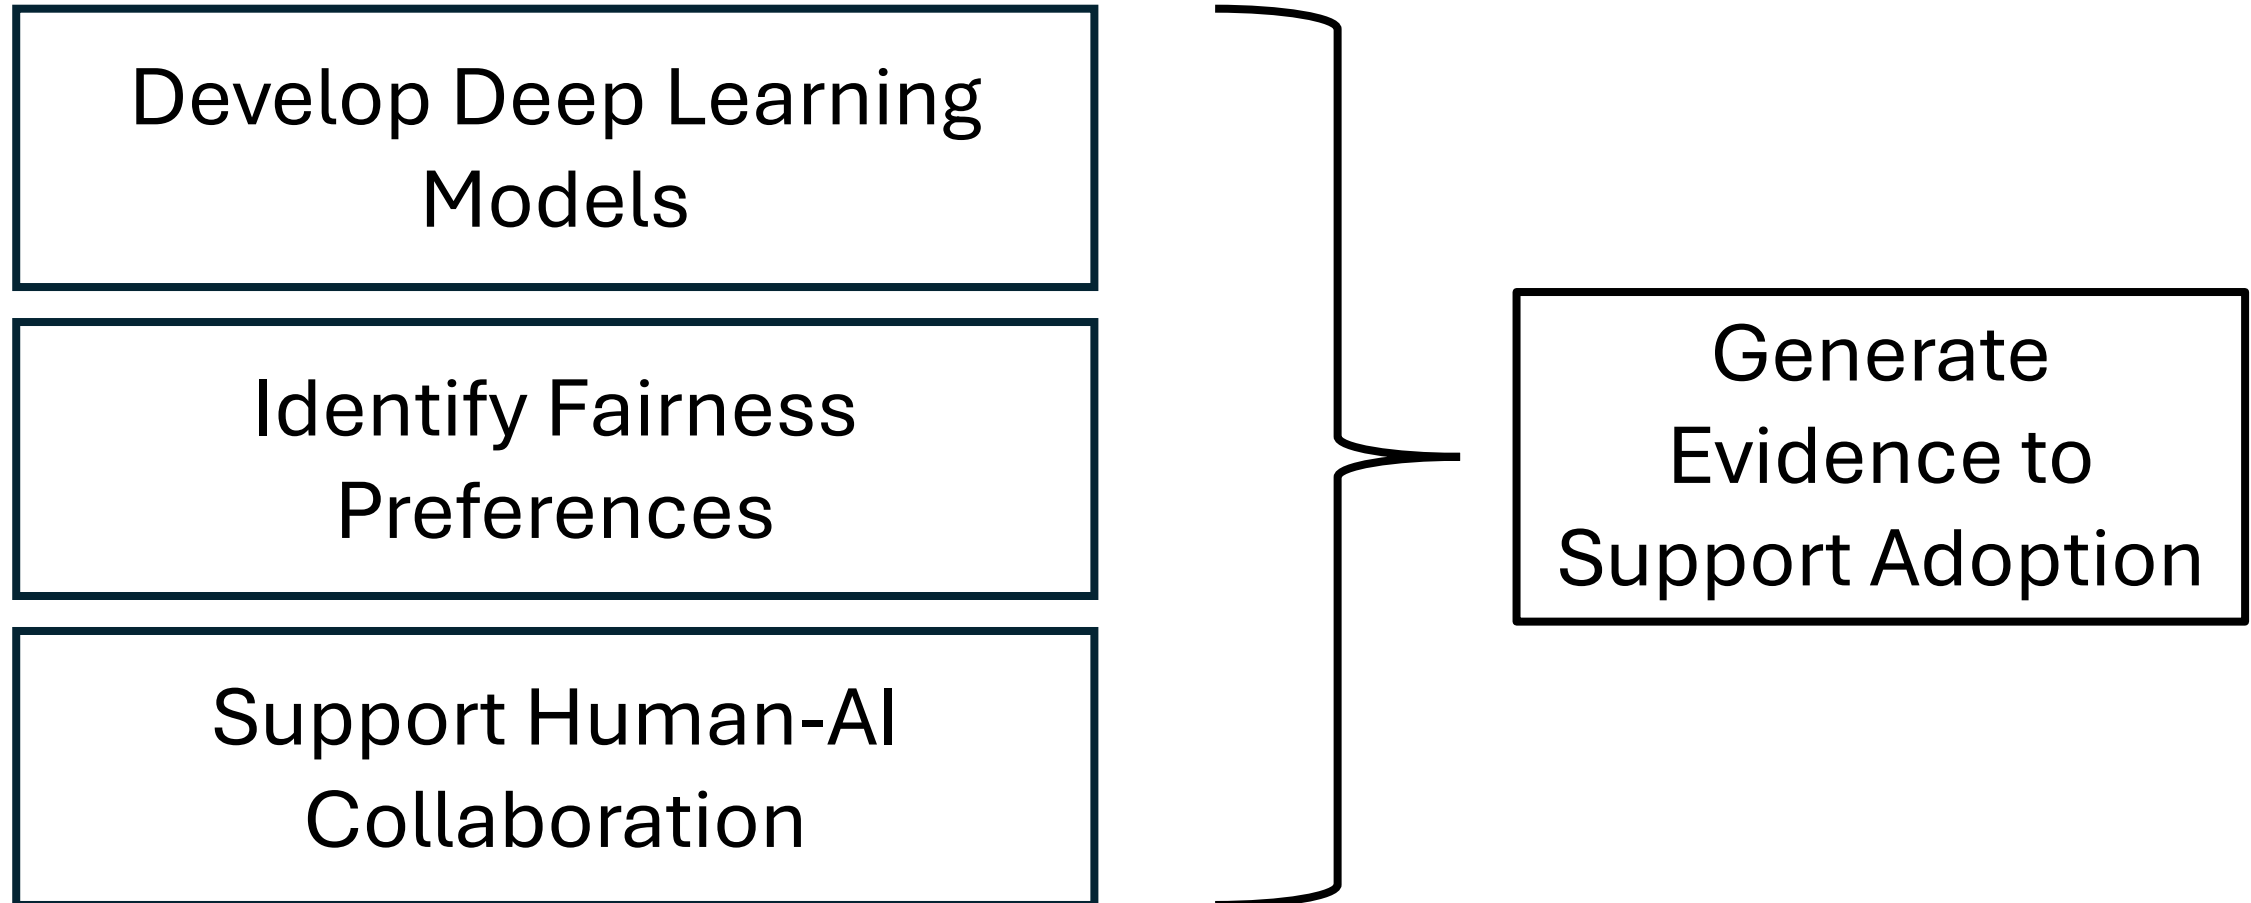 Develop Deep Learning
Models
Identify Fairness
Preferences
Support Human-AI
Collaboration
Generate
Evidence to
Support Adoption